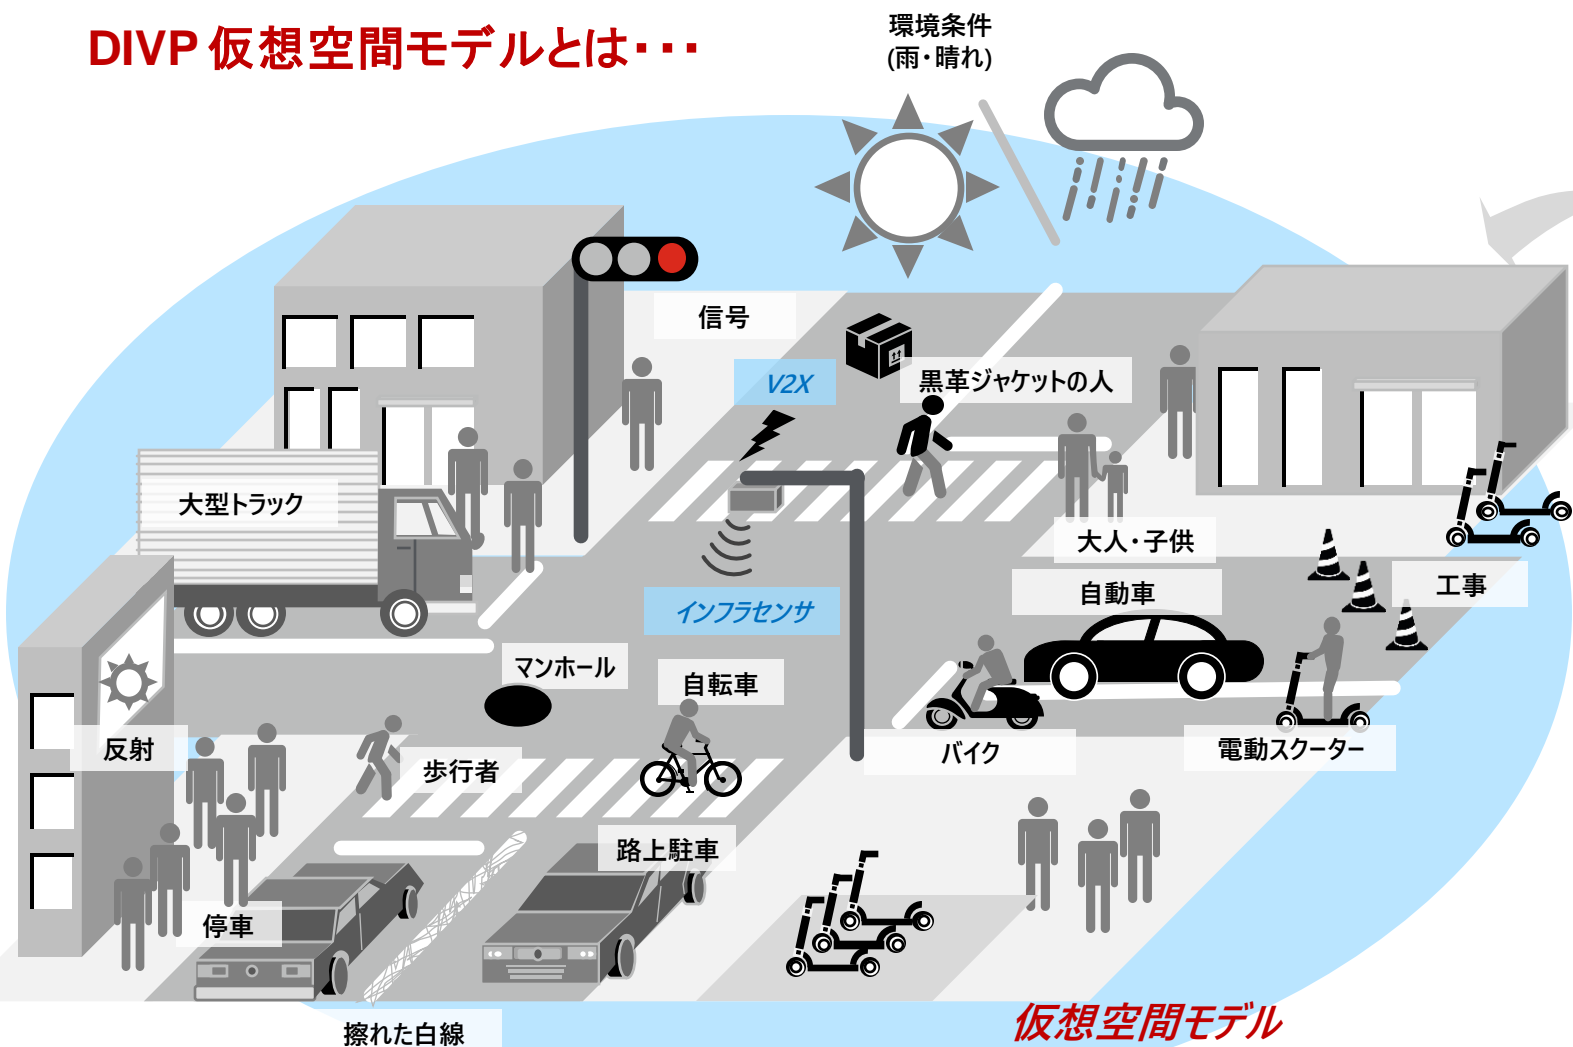 DIVP 仮想空間モデルとは・・・
環境条件
(雨・晴れ)
信号
V2X
黒革ジャケットの人
大型トラック
大人・子供
自動車
工事
インフラセンサ
マンホール
自転車
反射
歩行者
バイク
電動スクーター
路上駐車
停車
擦れた白線
仮想空間モデル